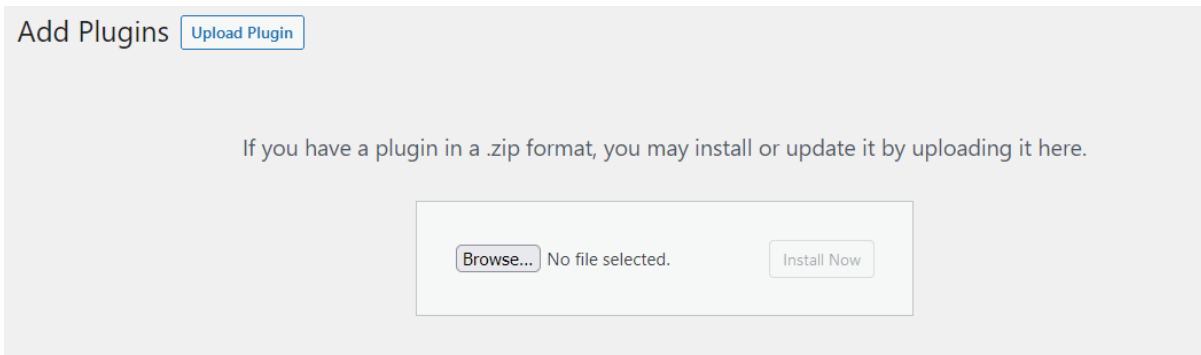 Add Plugins Upload Plugin
If you have a plugin in a .zip format, you may install or update it by uploading it here.
Browse... No file selected. Install Now